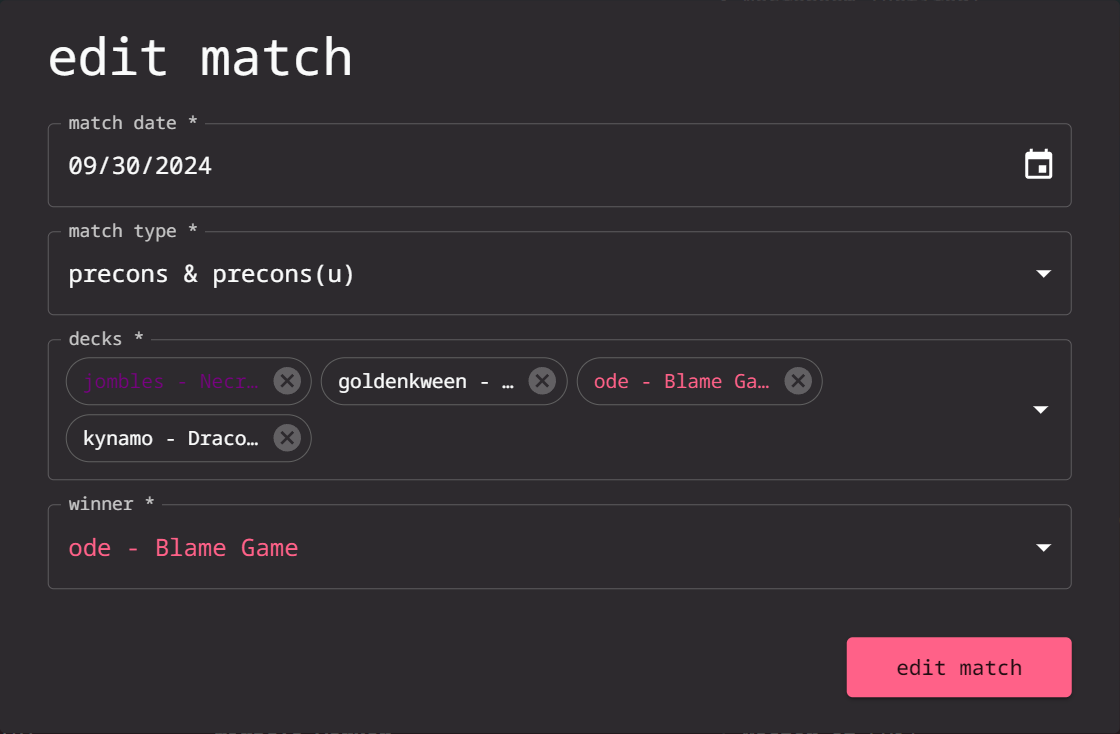 edit match
match date *
09/30/2024
match type *
precons & precons(u)
decks *
jombles - Necr… goldenkween - … ode - Blame Ga…
kynamo - Draco…
winner *
ode - Blame Game
edit match